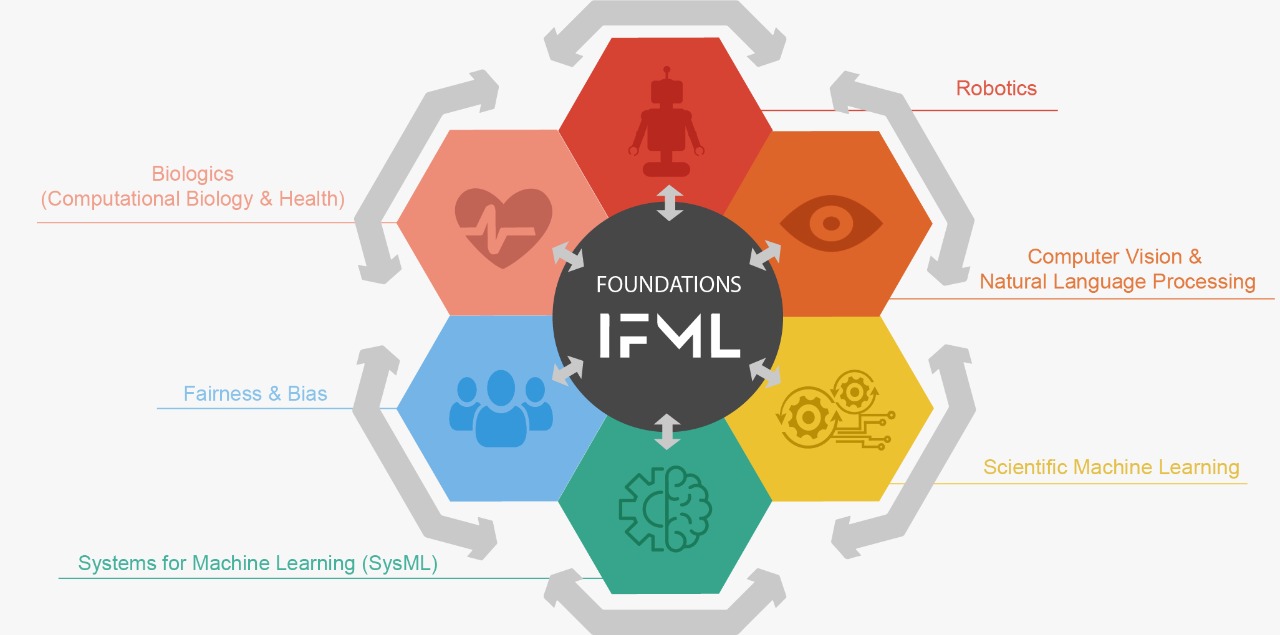 Robotics
Biologics
(Computational Biology & Health)
Computer Vision &
Natural Language Processing
FOUNDATIONS
IFML
Fairness & Bias
Scientific Machine Learning
Systems for Machine Learning (SysML)